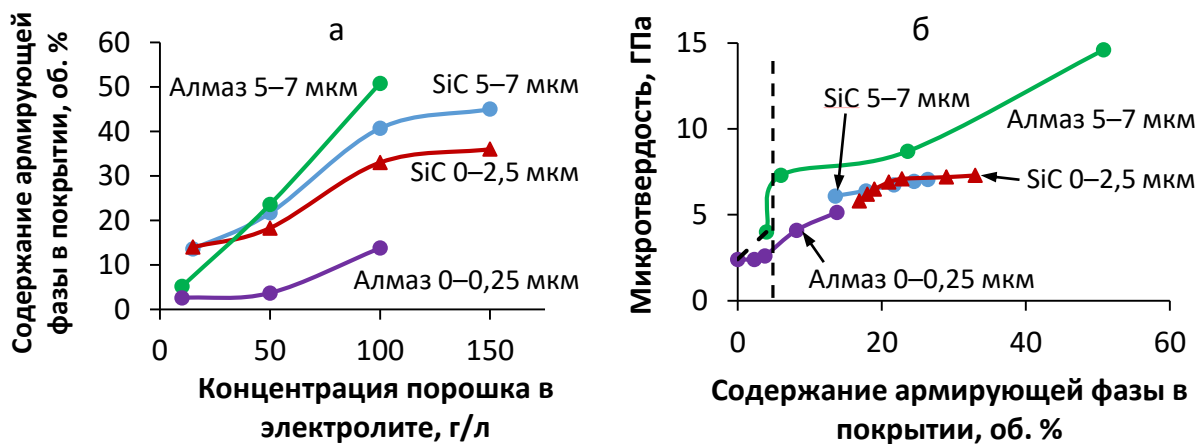 а
Содержание армирующей
фазы в покрытии, об. %
60
50
40
30
20
10
0
Алмаз 5–7 мкм
SiC 5–7 мкм
SiC 0–2,5 мкм
Алмаз 0–0,25 мкм
0 50 100 150
Концентрация порошка в
электролите, г/л
б
Микротвердость, ГПа
15
10
5
0
SiC 5–7 мкм
Алмаз 5–7 мкм
SiC 0–2,5 мкм
Алмаз 0–0,25 мкм
0 20 40 60
Содержание армирующей фазы в
покрытии, об. %